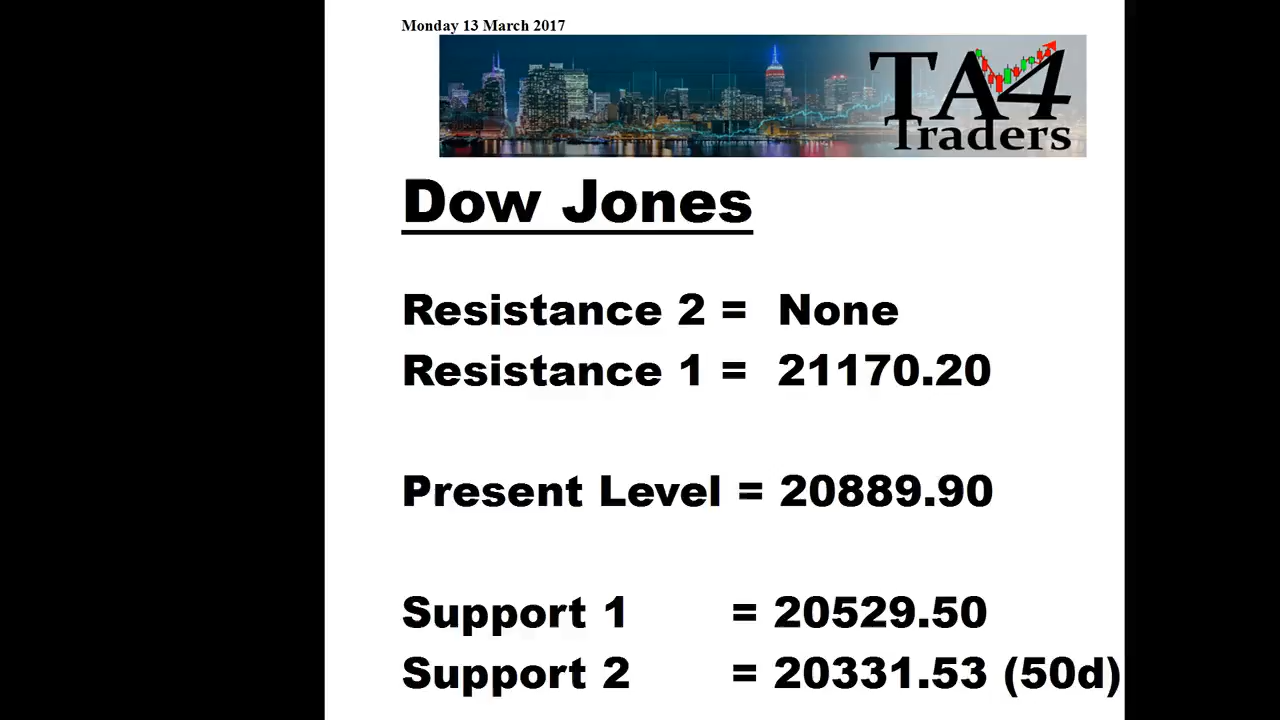 Monday 13 March 2017
TA4
Traders
Dow Jones
Resistance 2 = None
Resistance 1 = 21170.20
Present Level = 20889.90
Support 1 = 20529.50
Support 2 = 20331.53 (50d)